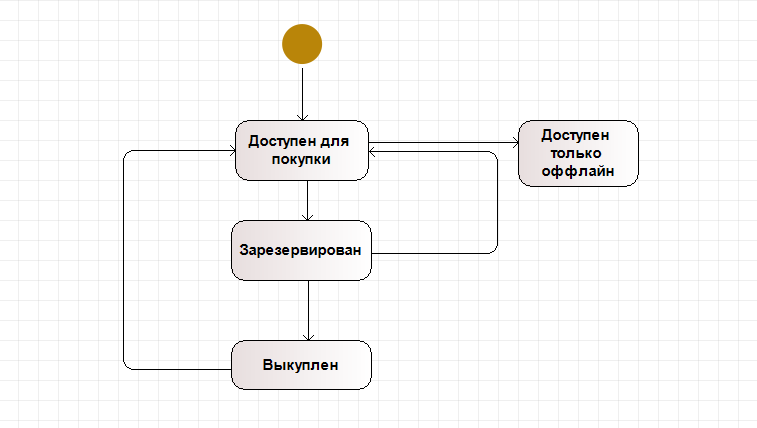 Доступен для
покупки
Доступен
только
оффлайн
Зарезервирован
Выкуплен